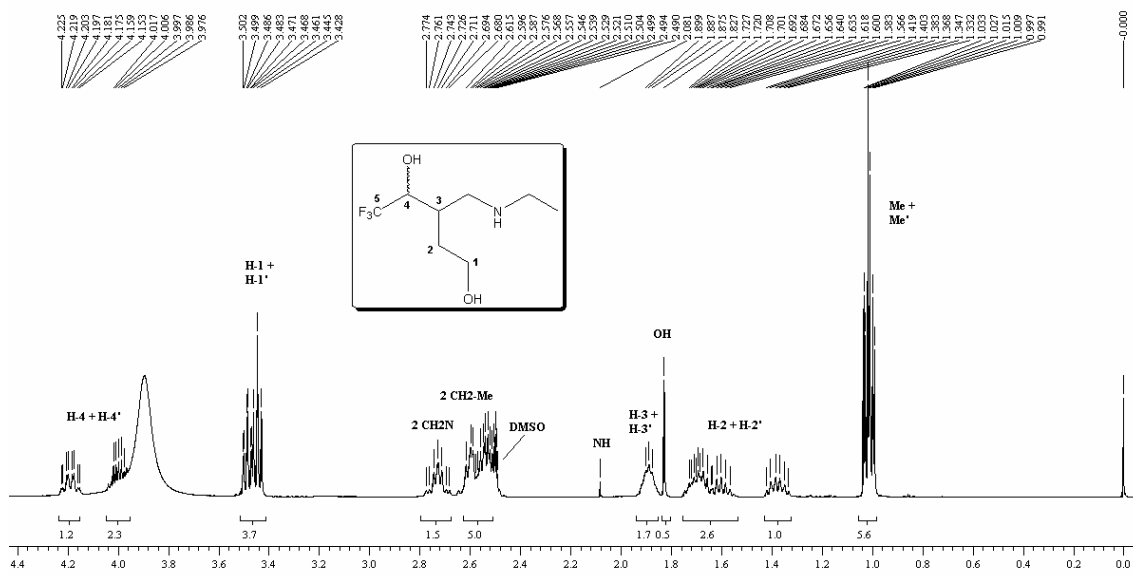 4.225 4.219 4.203 4.197 4.181 4.175 4.159 4.153 4.017 4.006 3.997 3.986 3.976 3.502 3.499 3.486 3.483 3.471 3.468 3.461 3.445 3.428 2.774 2.761 2.743 2.726 2.711 2.694 2.680 2.615 2.596 2.587 2.576 2.568 2.557 2.546 2.539 2.529 2.521 2.510 2.504 2.499 2.494 2.490 2.081 1.899 1.887 1.875 1.827 1.727 1.720 1.708 1.701 1.692 1.684 1.672 1.656 1.640 1.635 1.618 1.600 1.583 1.566 1.419 1.403 1.383 1.368 1.347 1.332 1.033 1.027 1.015 1.009 0.997 0.991 -0.000
OH
5
F3C
4
3
N
H
2
1
OH
Me +
Me'
H-1 +
H-1'
OH
2 CH2-Me
H-4 + H-4'
2 CH2N
DMSO
NH
H-3 +
H-3'
H-2 + H-2'
1.2 2.3 3.7 1.5 5.0 1.7 0.5 2.6 1.0 5.6
4.4 4.2 4.0 3.8 3.6 3.4 3.2 3.0 2.8 2.6 2.4 2.2 2.0 1.8 1.6 1.4 1.2 1.0 0.8 0.6 0.4 0.2 0.0